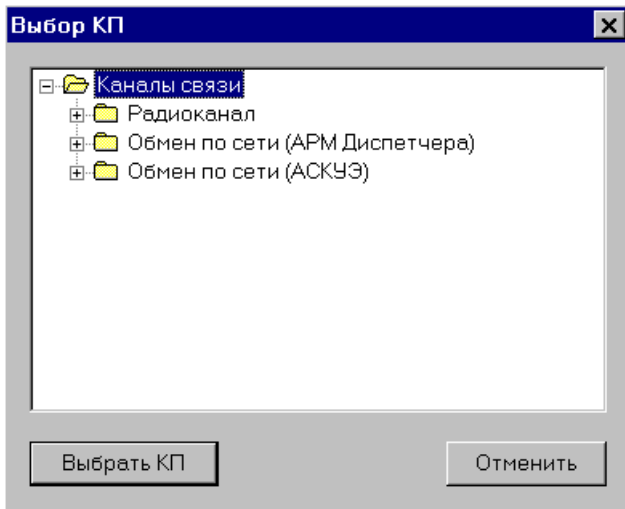 Выбор КП
Каналы связи
Радиоканал
Обмен по сети (АРМ Диспетчера)
Обмен по сети (АСКУЭ)
Выбрать КП
Отменить